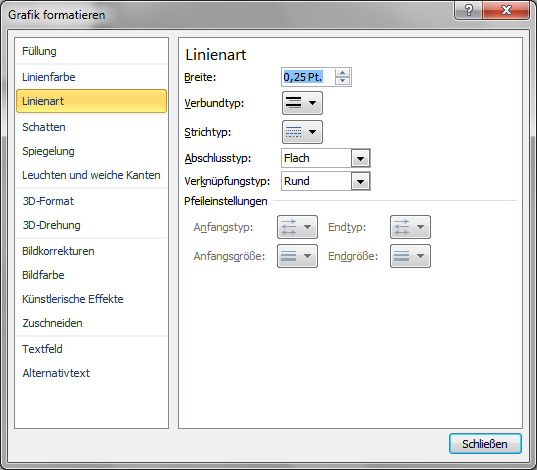 Grafik formatieren
Füllung
Linienfarbe
Linienart
Schatten
Spiegelung
Leuchten und weiche Kanten
3D-Format
3D-Drehung
Bildkorrekturen
Bildfarbe
Künstlerische Effekte
Zuschneiden
Textfeld
Alternativtext
Linienart
Breite: 0,25 Pt.
Verbundtyp:
Strichtyp:
Abschlusstyp: Flach
Verknüpfungstyp: Rund
Pfeileinstellungen
Anfangstyp: Endtyp:
Anfangsgröße: Endgröße:
Schließen